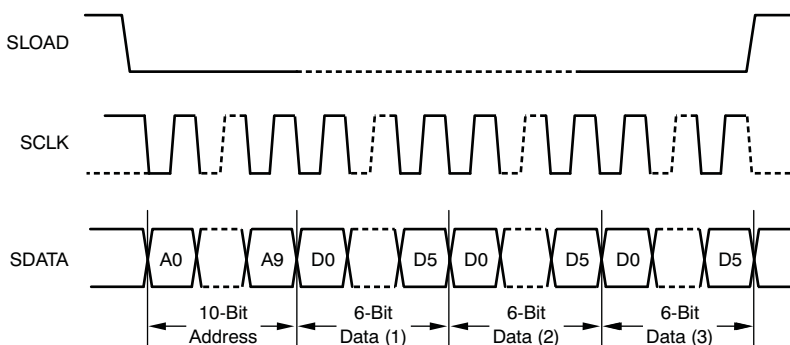 SLOAD
SCLK
SDATA
A0 A9 D0 D5 D0 D5 D0 D5
10-Bit 6-Bit 6-Bit 6-Bit
Address Data (1) Data (2) Data (3)